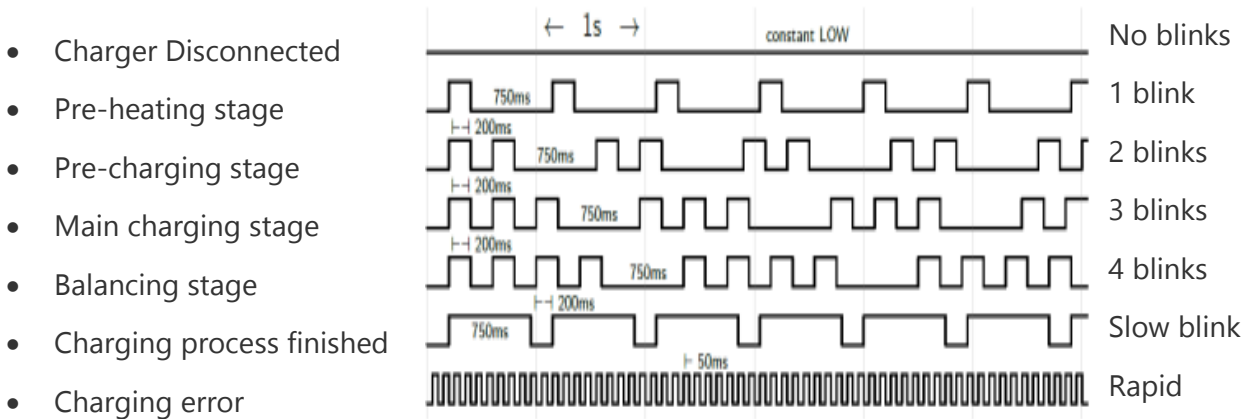 ← 1s →
constant LOW
• Charger Disconnected
No blinks
• Pre-heating stage
750ms
1 blink
200ms
• Pre-charging stage
750ms
2 blinks
200ms
• Main charging stage
750ms
3 blinks
200ms
• Balancing stage
750ms
4 blinks
200ms
• Charging process finished
750ms
Slow blink
50ms
• Charging error
Rapid